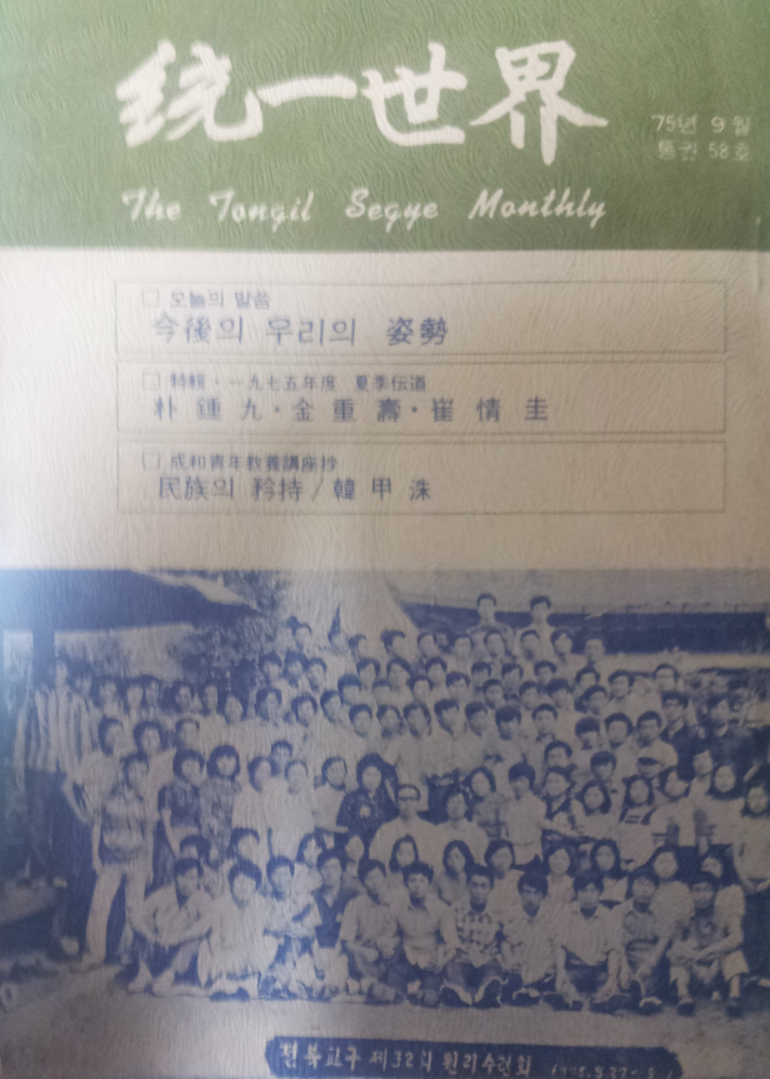 統一世界
'75년 9월
통권 58호
The Tongil Segye Monthly
□ 오늘의 말씀
今後의 우리의 姿勢
□ 特輯·一九七五年度 夏季伝道
朴鍾九·金重壽·崔情圭
□ 成和青年教養講座抄
民族의 矜持/韓甲洙
전북교구 제32회 원리수련회